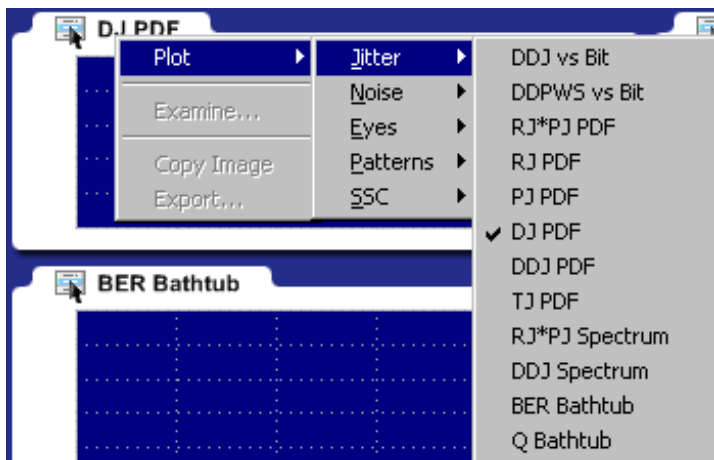 DJ PDF
Plot
Examine...
Copy Image
Export...
Jitter
Noise
Eyes
Patterns
SSC
DDJ vs Bit
DDPWS vs Bit
RJ*PJ PDF
RJ PDF
PJ PDF
DJ PDF
DDJ PDF
TJ PDF
RJ*PJ Spectrum
DDJ Spectrum
BER Bathtub
Q Bathtub
BER Bathtub